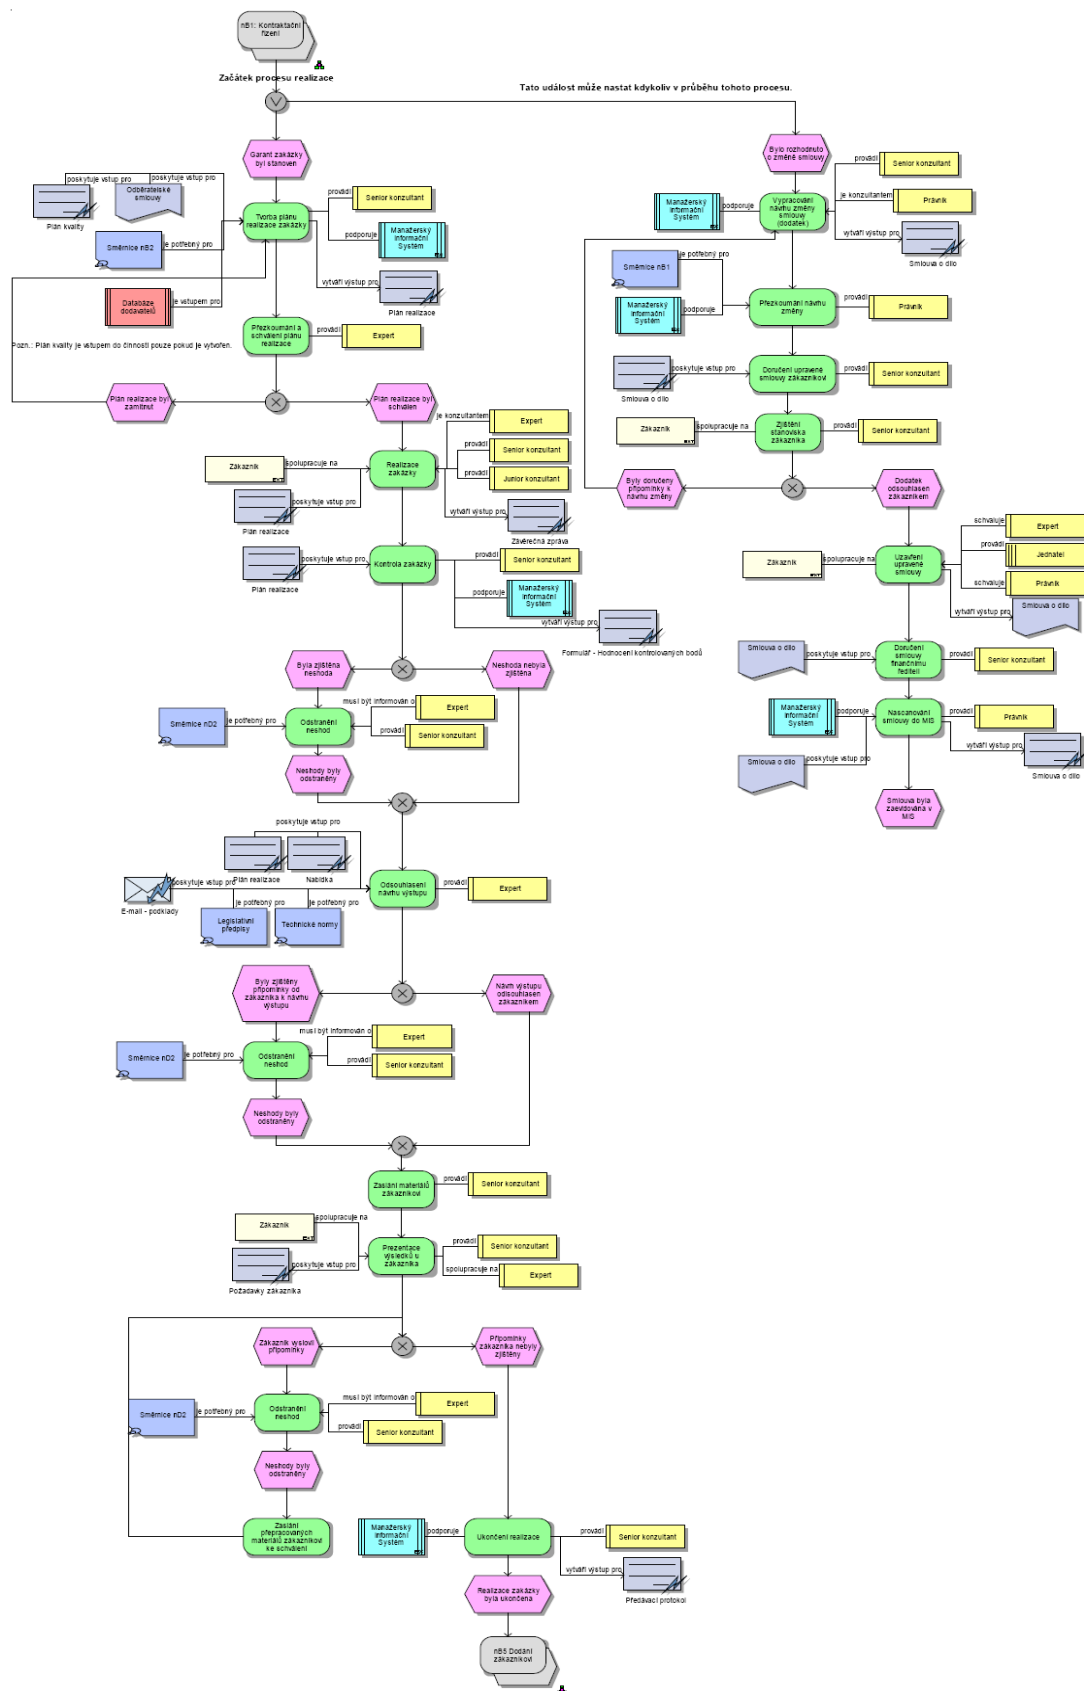 nB1: Kontraktační
řízení
Začátek procesu realizace
Tato událost může nastat kdykoliv v průběhu tohoto procesu.
Garant zakázky
byl stanoven
Bylo rozhodnuto
o změně smlouvy
poskytuje vstup pro
poskytuje vstup pro
Plán kvality
Odběratelské
smlouvy
Tvorba plánu
realizace zakázky
provádí
Senior konzultant
podporuje
Manažerský
Informační
Systém
Směrnice nB2
je potřebný pro
vytváří výstup pro
Plán realizace
Databáze
dodavatelů
je vstupem pro
Přezkoumání a
schválení plánu
realizace
provádí
Expert
Pozn.: Plán kvality je vstupem do činnosti pouze pokud je vytvořen.
Plán realizace byl
zamítnut
Plán realizace byl
schválen
Manažerský
Informační
Systém
podporuje
Vypracování
návrhu změny
smlouvy
(dodatek)
provádí
Senior konzultant
je konzultantem
Právník
vytváří výstup pro
Smlouva o dílo
Směrnice nB1
je potřebný pro
Manažerský
Informační
Systém
podporuje
Přezkoumání návrhu
změny
provádí
Právník
Smlouva o dílo
poskytuje vstup pro
Doručení upravené
smlouvy zákazníkovi
provádí
Senior konzultant
Zákazník
spolupracuje na
Zjištění
stanoviska
zákazníka
provádí
Senior konzultant
Byly doručeny
připomínky k
návrhu změny
Dodatek
odsouhlasen
zákazníkem
je konzultantem
Expert
provádí
Senior konzultant
provádí
Junior konzultant
Zákazník
spolupracuje na
Realizace
zakázky
Plán realizace
poskytuje vstup pro
vytváří výstup pro
Závěrečná zpráva
Plán realizace
poskytuje vstup pro
Kontrola zakázky
provádí
Senior konzultant
podporuje
Manažerský
Informační
Systém
vytváří výstup pro
Formulář - Hodnocení kontrolovaných bodů
Zákazník
spolupracuje na
Uzavření
upravené
smlouvy
schvaluje
Expert
provádí
Jednatel
schvaluje
Právník
vytváří výstup pro
Smlouva o dílo
Smlouva o dílo
poskytuje vstup pro
Doručení
smlouvy
finančnímu
řediteli
provádí
Senior konzultant
Manažerský
Informační
Systém
podporuje
Nascanování
smlouvy do MIS
provádí
Právník
Smlouva o dílo
poskytuje vstup pro
vytváří výstup pro
Smlouva o dílo
Smlouva byla
zaevidována v
MIS
Byla zjištěna
neshoda
Neshoda nebyla
zjištěna
Směrnice nD2
je potřebný pro
Odstranění
neshod
musí být informován o
Expert
provádí
Senior konzultant
Neshody byly
odstraněny
poskytuje vstup pro
Plán realizace
Nabídka
E-mail - podklady
poskytuje vstup pro
Odsouhlasení
návrhu výstupu
provádí
Expert
je potřebný pro
je potřebný pro
Legislativní
předpisy
Technické normy
Byly zjištěny
připomínky od
zákazníka k návrhu
výstupu
Návrh výstupu
odsouhlasen
zákazníkem
Směrnice nD2
je potřebný pro
Odstranění
neshod
musí být informován o
Expert
provádí
Senior konzultant
Neshody byly
odstraněny
Zaslání materiálů
zákazníkovi
provádí
Senior konzultant
Zákazník
spolupracuje na
Prezentace
výsledků u
zákazníka
Požadavky zákazníka
poskytuje vstup pro
provádí
Senior konzultant
spolupracuje na
Expert
Zákazník vyslovil
připomínky
Připomínky
zákazníka nebyly
zjištěny
Směrnice nD2
je potřebný pro
Odstranění
neshod
musí být informován o
Expert
provádí
Senior konzultant
Neshody byly
odstraněny
Zaslání
přepracovaných
materiálů zákazníkovi
ke schválení
Manažerský
Informační
Systém
podporuje
Ukončení realizace
provádí
Senior konzultant
vytváří výstup pro
Předávací protokol
Realizace zakázky
byla ukončena
nB5 Dodání
zákazníkovi